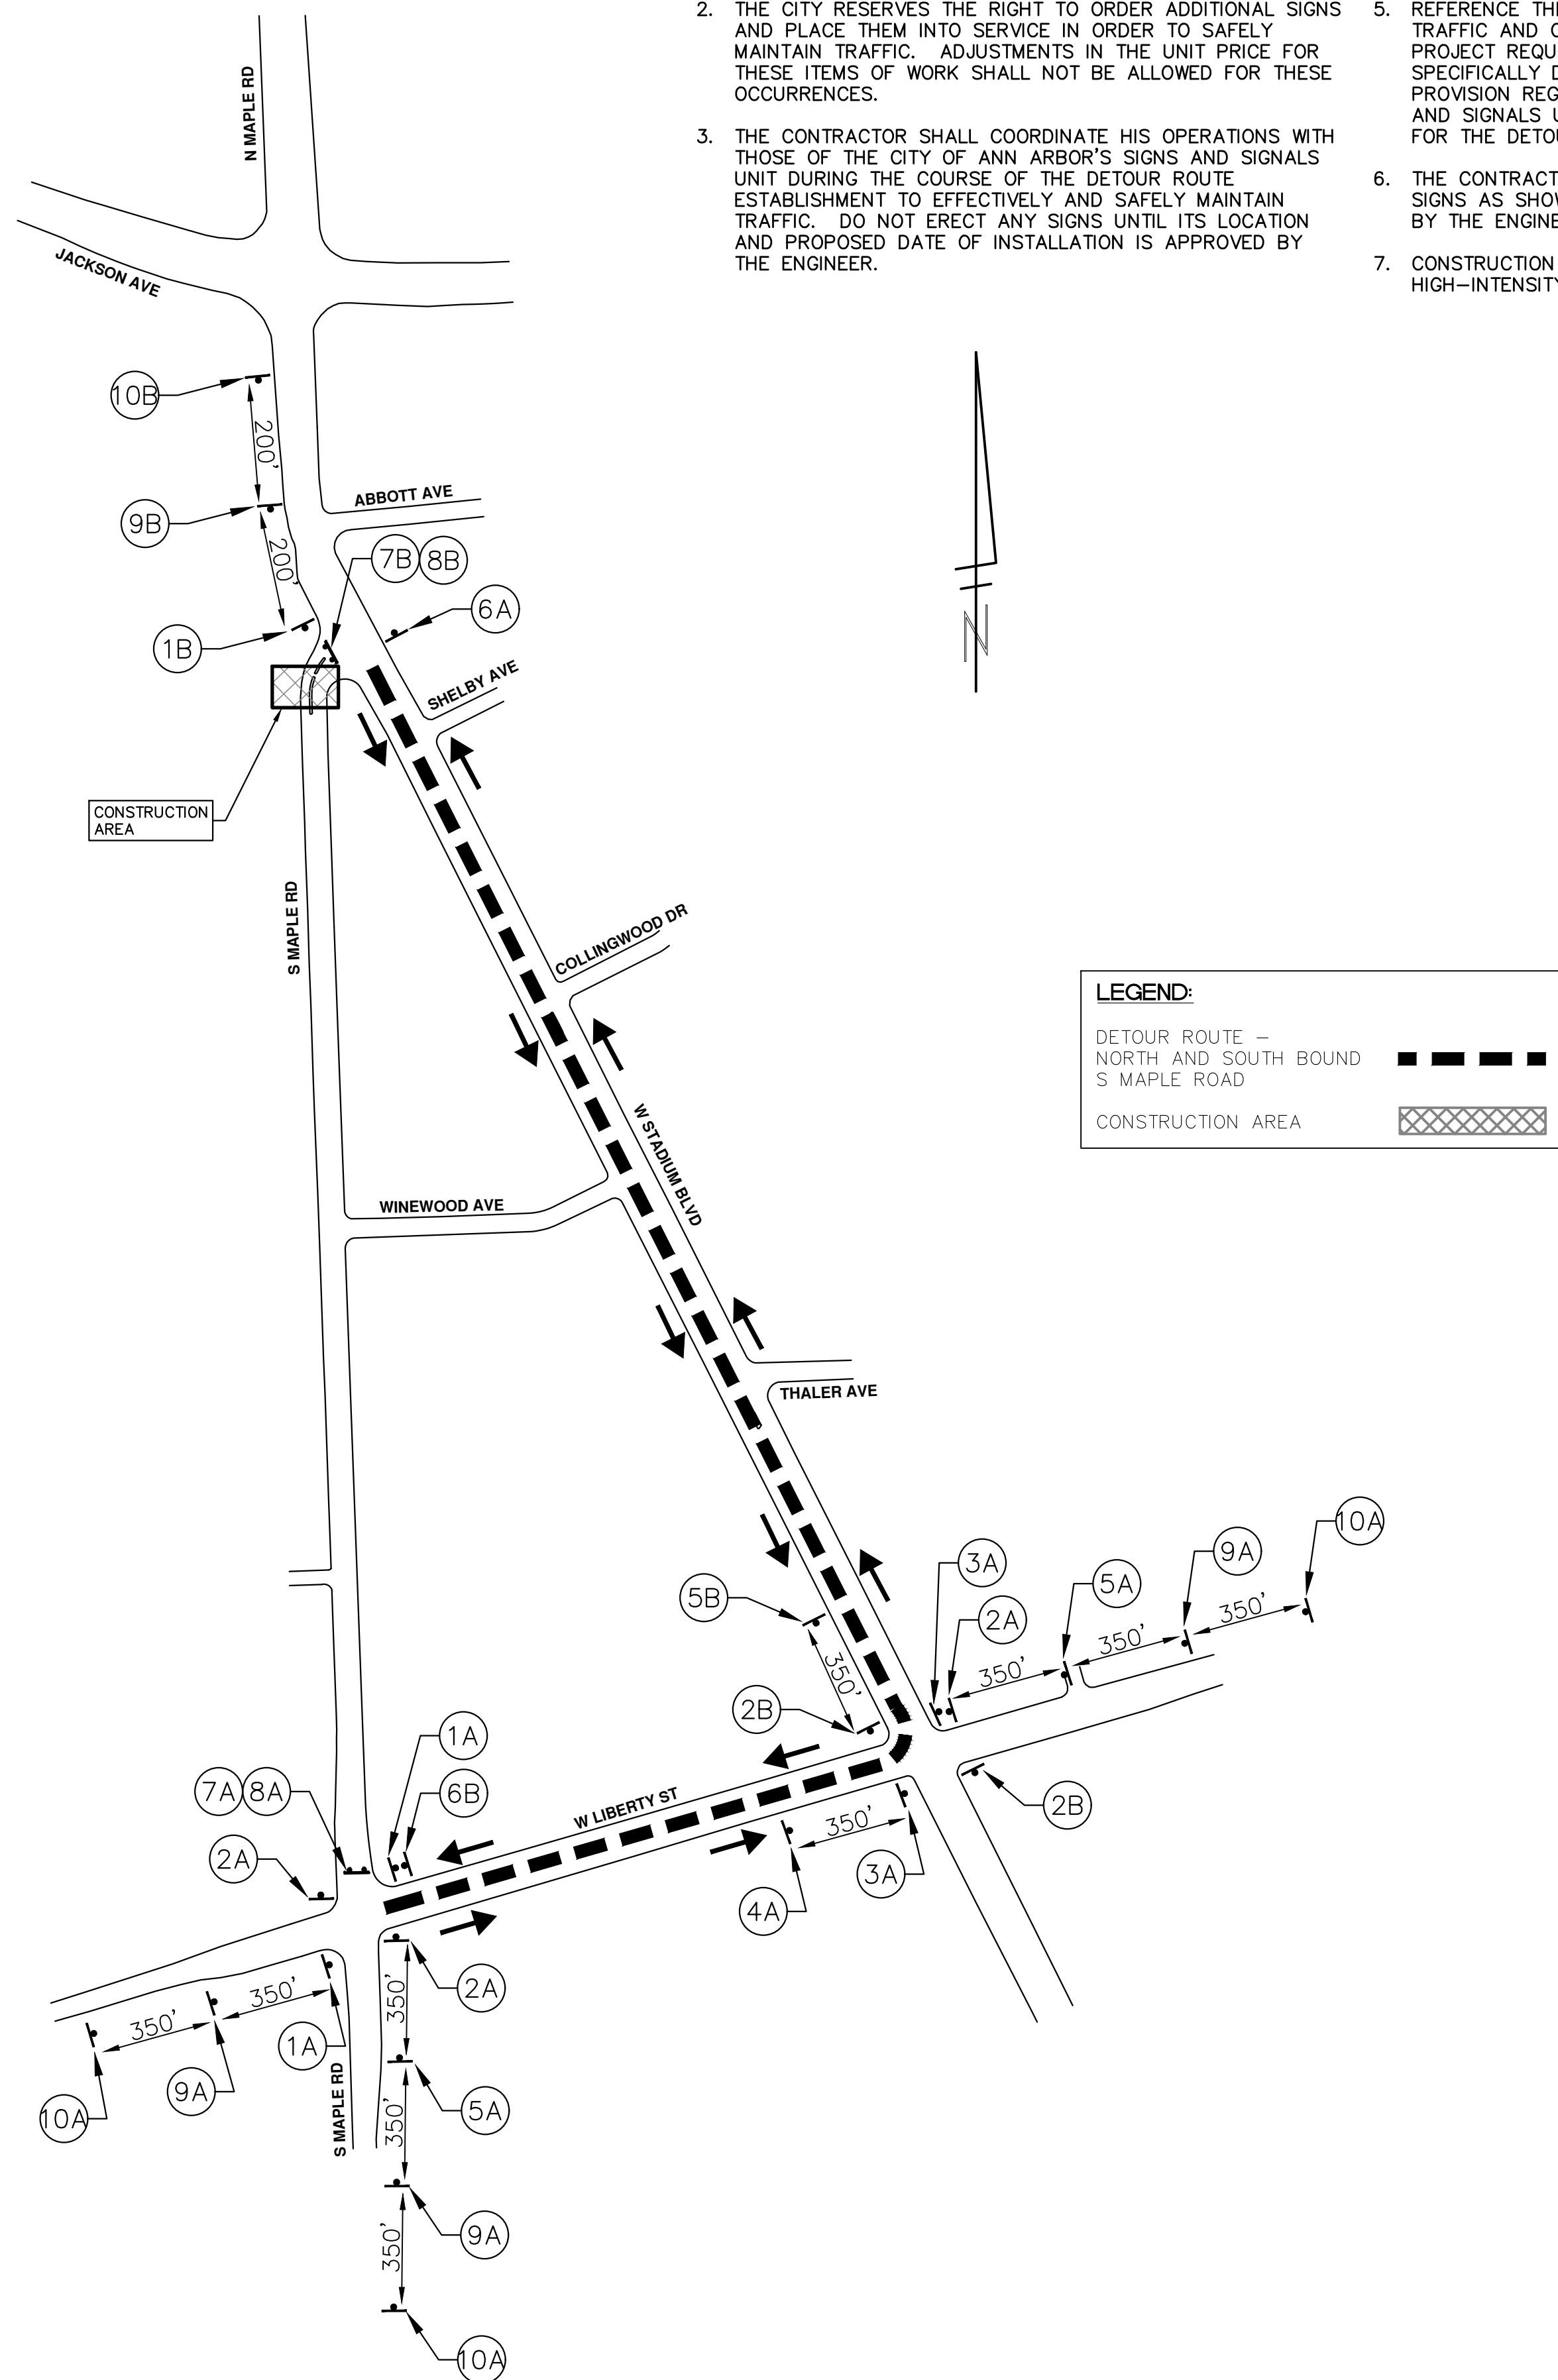 2. THE CITY RESERVES THE RIGHT TO ORDER ADDITIONAL SIGNS
AND PLACE THEM INTO SERVICE IN ORDER TO SAFELY
MAINTAIN TRAFFIC. ADJUSTMENTS IN THE UNIT PRICE FOR
THESE ITEMS OF WORK SHALL NOT BE ALLOWED FOR THESE
OCCURRENCES.
3. THE CONTRACTOR SHALL COORDINATE HIS OPERATIONS WITH
THOSE OF THE CITY OF ANN ARBOR'S SIGNS AND SIGNALS
UNIT DURING THE COURSE OF THE DETOUR ROUTE
ESTABLISHMENT TO EFFECTIVELY AND SAFELY MAINTAIN
TRAFFIC. DO NOT ERECT ANY SIGNS UNTIL ITS LOCATION
AND PROPOSED DATE OF INSTALLATION IS APPROVED BY
THE ENGINEER.
5. REFERENCE
TRAFFIC AND
PROJECT
SPECIFICALLY
PROVISION
AND SIGNALS
FOR THE
6. THE
SIGNS AS
BY THE
7. CONSTRUCTION
HIGH-INTENSITY
N MAPLE RD
JACKSON AVE
10B
200'
9B
ABBOTT AVE
200'
7B
8B
6A
1B
SHELBY AVE
N
CONSTRUCTION
AREA
S MAPLE RD
COLLINGWOOD DR
LEGEND:
DETOUR ROUTE –
NORTH AND SOUTH BOUND
S MAPLE ROAD
CONSTRUCTION AREA
W STADIUM BLVD
WINEWOOD AVE
THALER AVE
10A
9A
3A
5A
5B
2A
350'
350'
350'
350'
2B
1A
7A
8A
6B
W LIBERTY ST
2B
350'
2A
3A
4A
2A
350'
350'
350'
1A
S MAPLE RD
9A
10A
5A
350'
9A
350'
10A